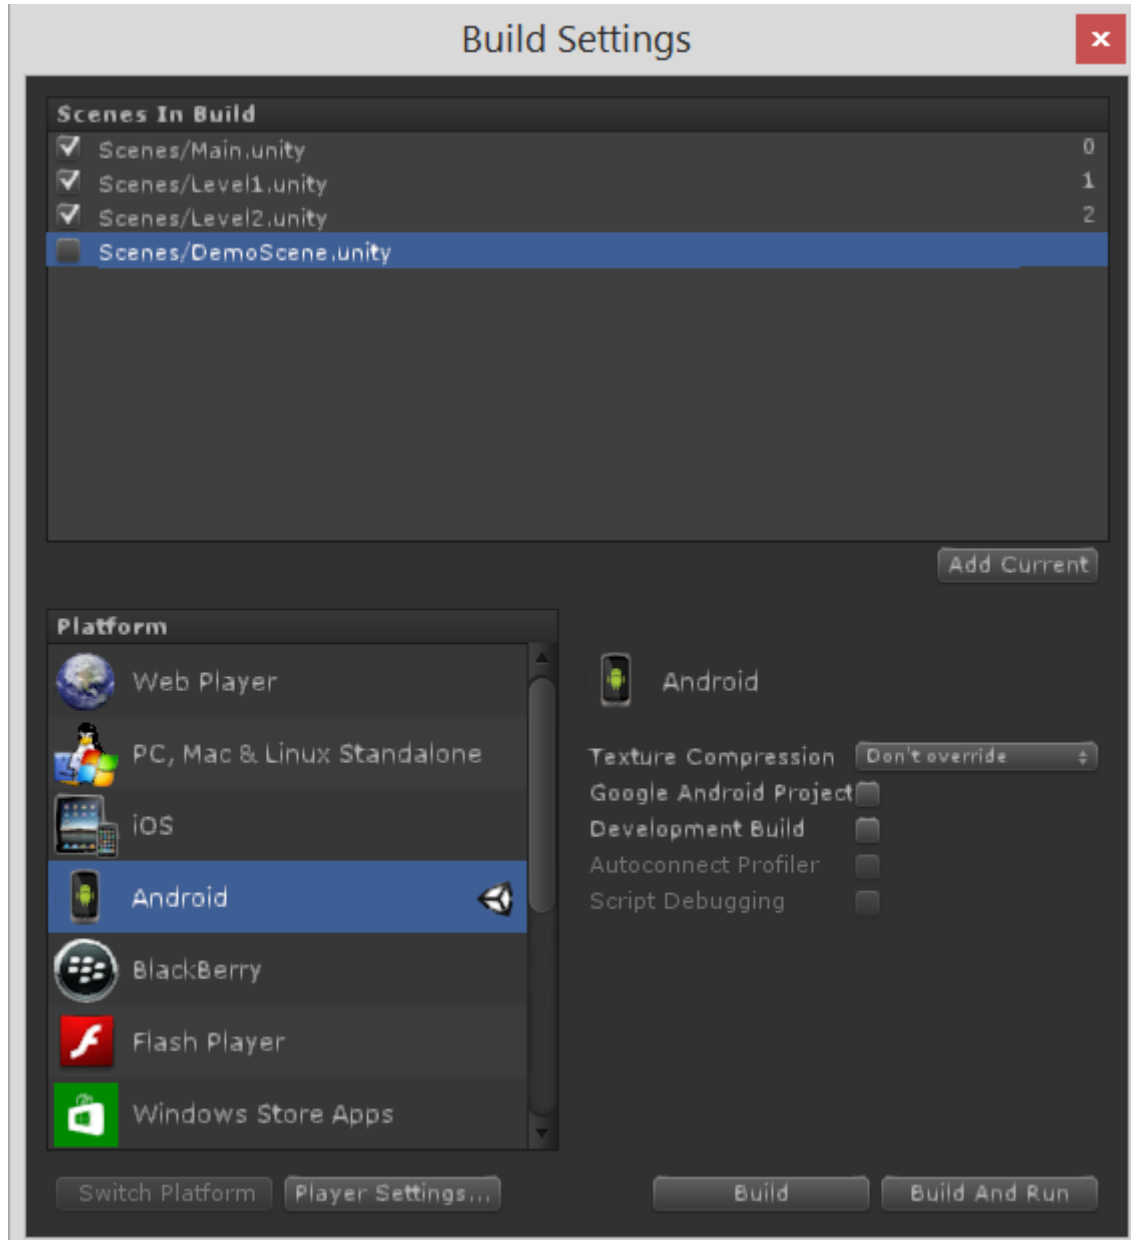 Build Settings
Scenes In Build
Scenes/Main.unity 0
Scenes/Level1.unity 1
Scenes/Level2.unity 2
Scenes/DemoScene.unity
Add Current
Platform
Web Player
PC, Mac & Linux Standalone
iOS
Android
BlackBerry
Flash Player
Windows Store Apps
Android
Texture Compression Don't override
Google Android Project
Development Build
Autoconnect Profiler
Script Debugging
Switch Platform Player Settings... Build Build And Run